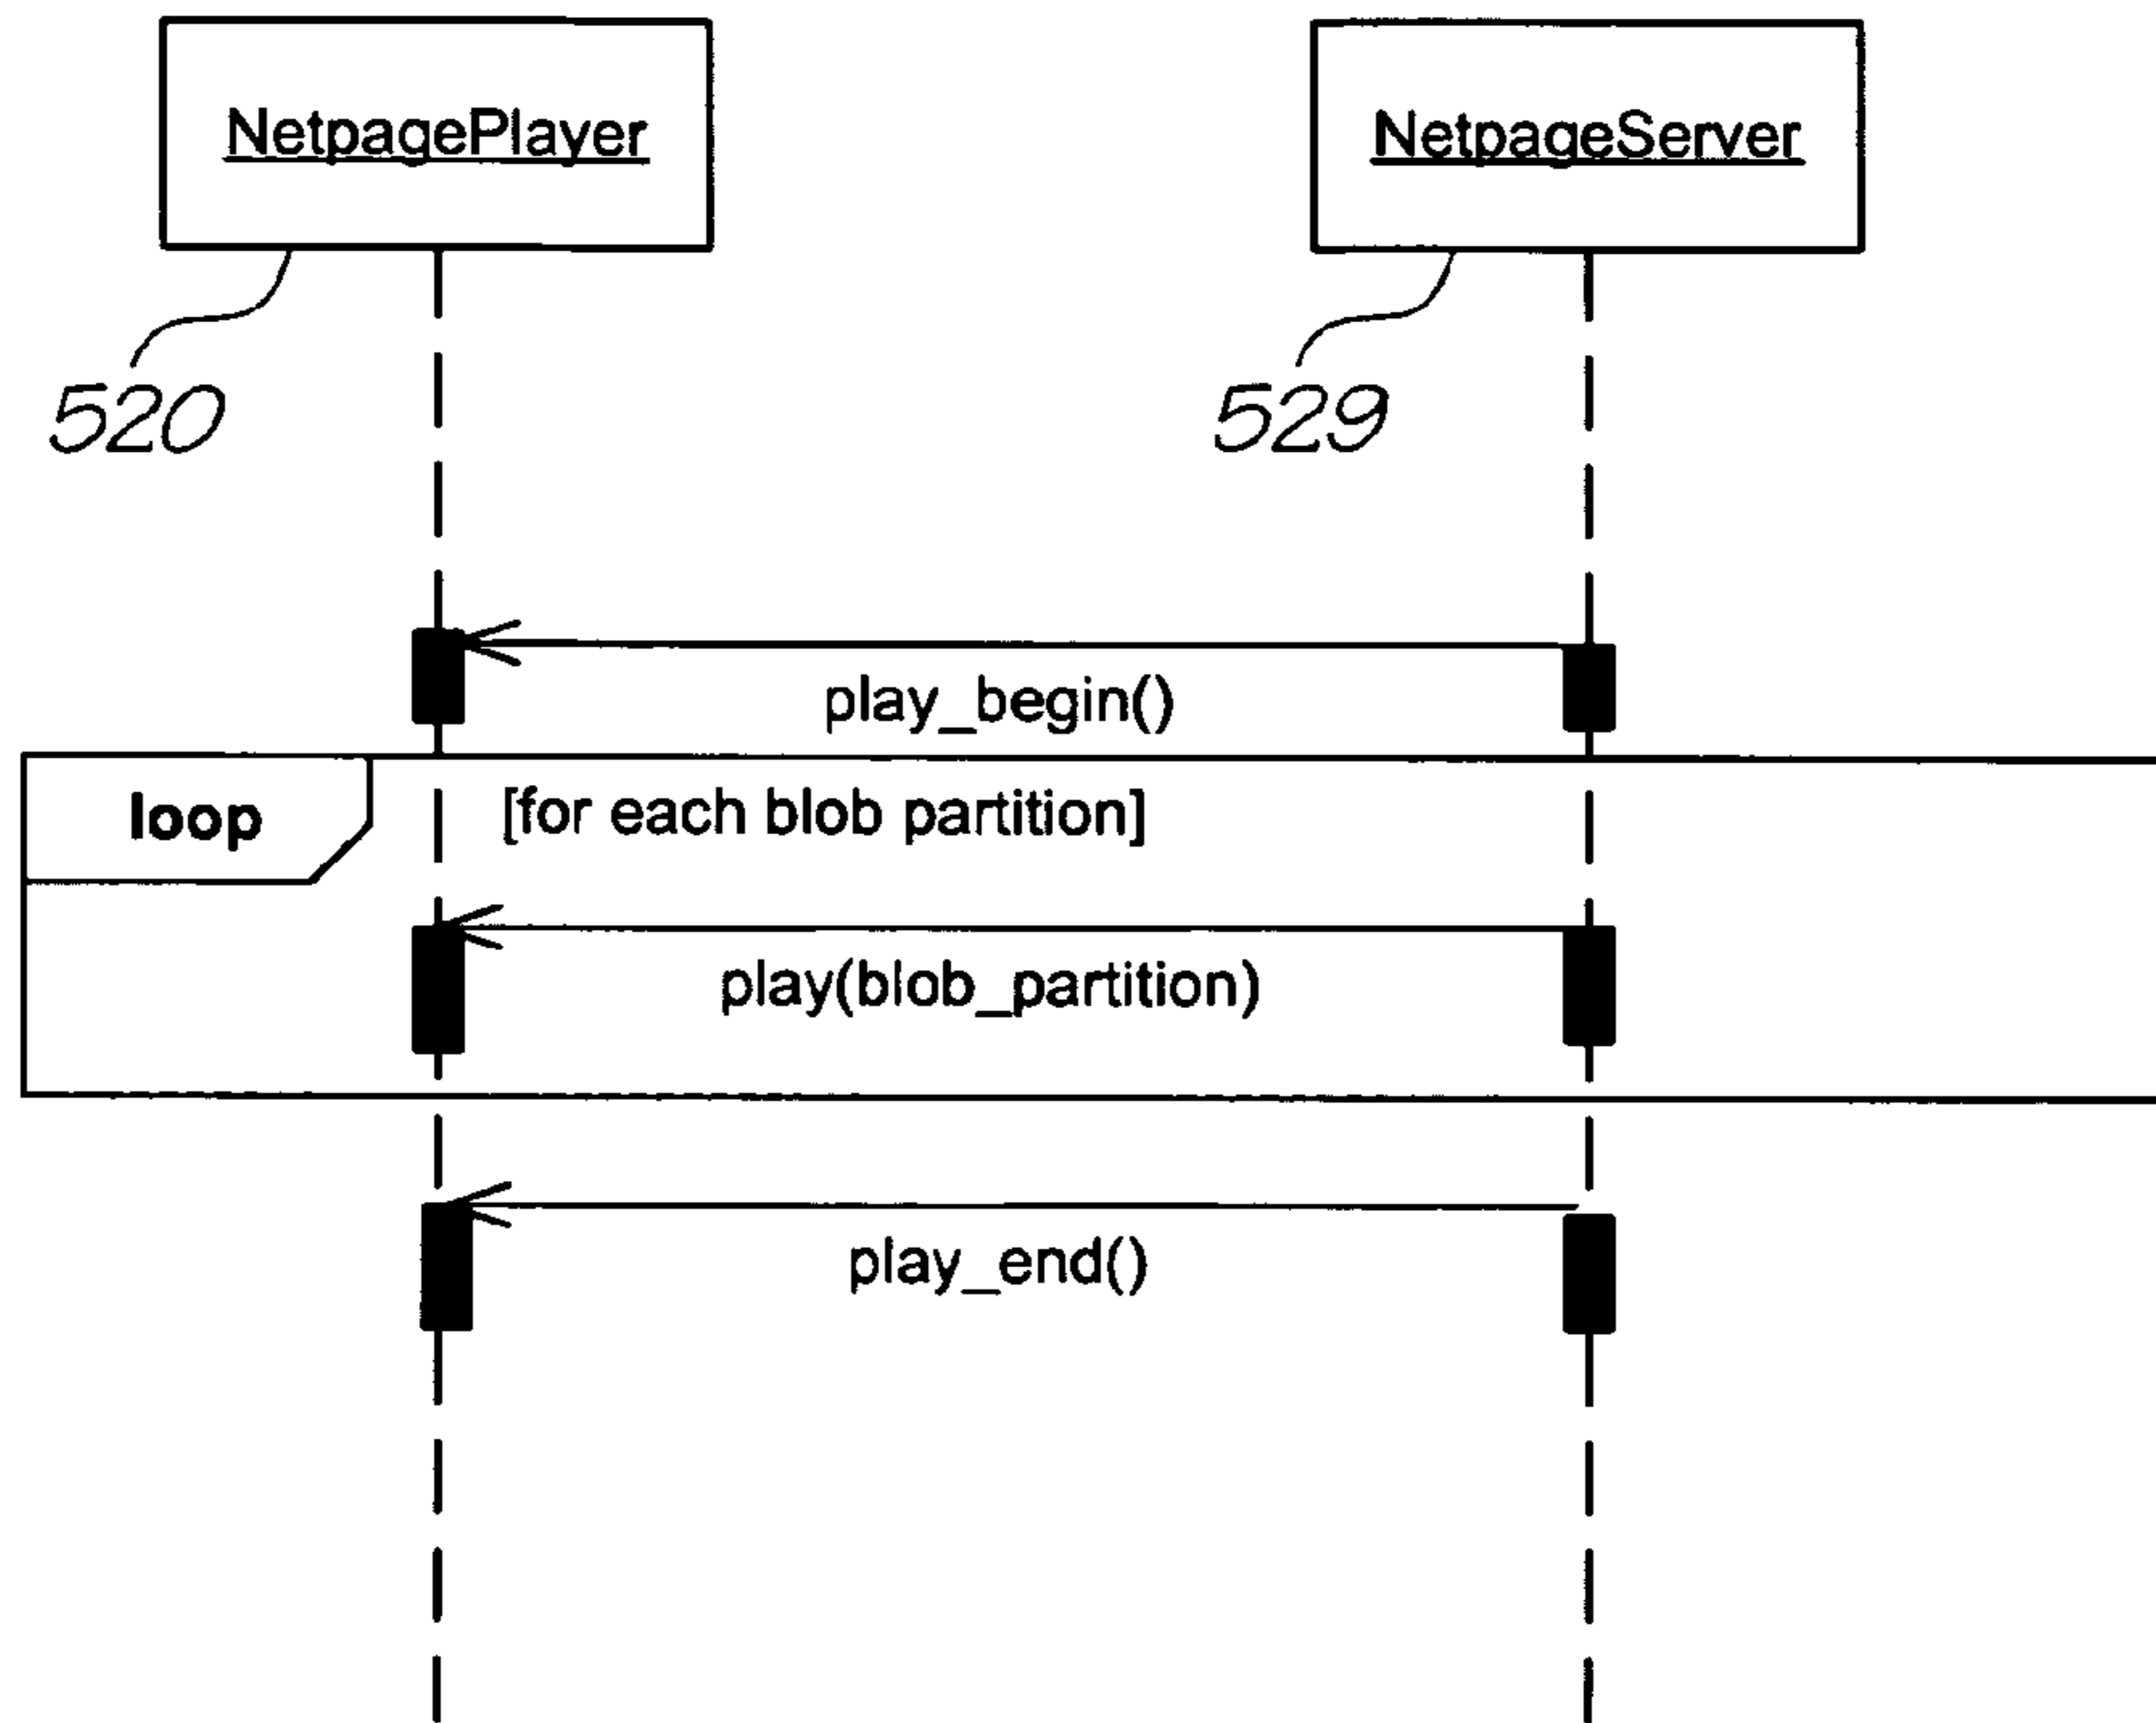 NetpagePlayer
NetpageServer
520
529
play_begin()
loop
[for each blob partition]
play(blob_partition)
play_end()